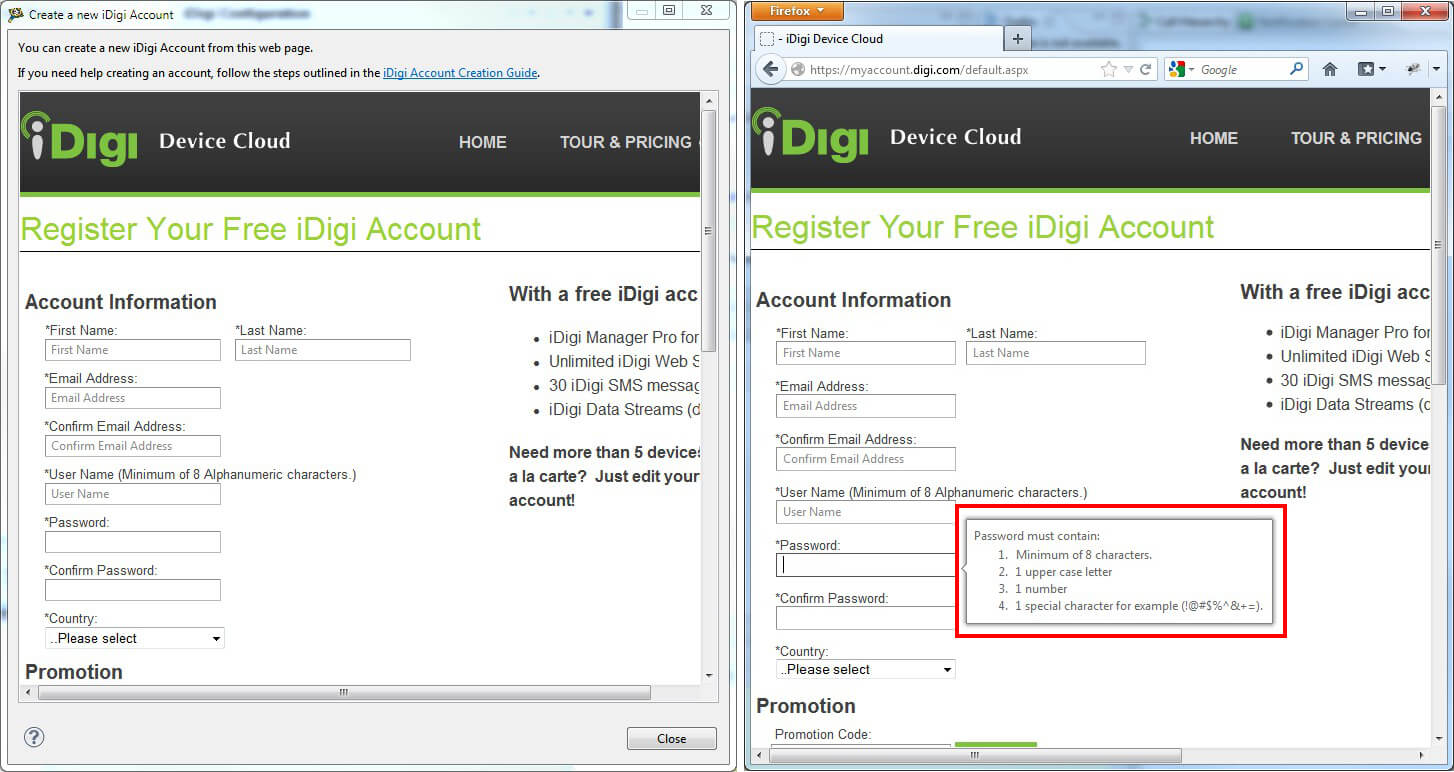 Create a new iDigi Account
You can create a new iDigi Account from this web page.
If you need help creating an account, follow the steps outlined in the iDigi Account Creation Guide.
iDigi Device Cloud
HOME
TOUR & PRICING
Register Your Free iDigi Account
Account Information
*First Name:
*Last Name:
First Name
Last Name
*Email Address:
Email Address
*Confirm Email Address:
Confirm Email Address
*User Name (Minimum of 8 Alphanumeric characters.)
User Name
*Password:
*Confirm Password:
*Country:
..Please select
Promotion
With a free iDigi acc
• iDigi Manager Pro for
• Unlimited iDigi Web S
• 30 iDigi SMS messag
• iDigi Data Streams (d
Need more than 5 devices
a la carte? Just edit your
account!
?
Close
Firefox
- iDigi Device Cloud
+
https://myaccount.digi.com/default.aspx
Google
iDigi Device Cloud
HOME
TOUR & PRICING
Register Your Free iDigi Account
Account Information
*First Name:
*Last Name:
First Name
Last Name
*Email Address:
Email Address
*Confirm Email Address:
Confirm Email Address
*User Name (Minimum of 8 Alphanumeric characters.)
User Name
*Password:
Password must contain:
1. Minimum of 8 characters.
2. 1 upper case letter
3. 1 number
4. 1 special character for example (!@#$%^&+=).
*Confirm Password:
*Country:
..Please select
Promotion
Promotion Code:
With a free iDigi acc
• iDigi Manager Pro for
• Unlimited iDigi Web S
• 30 iDigi SMS messag
• iDigi Data Streams (d
Need more than 5 device
a la carte? Just edit your
account!